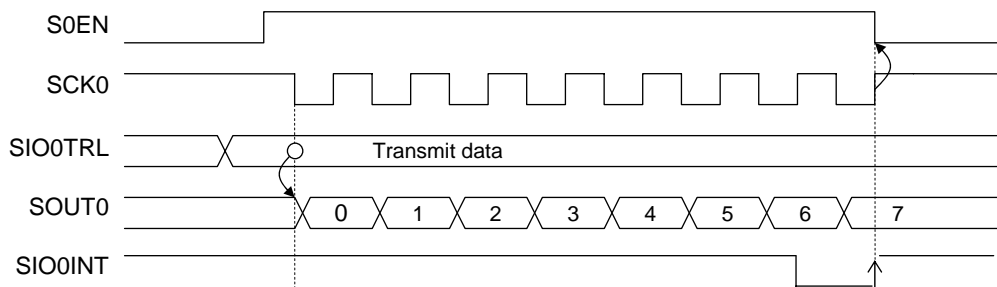 S0EN
SCK0
SIO0TRL Transmit data
SOUT0 0 1 2 3 4 5 6 7
SIO0INT